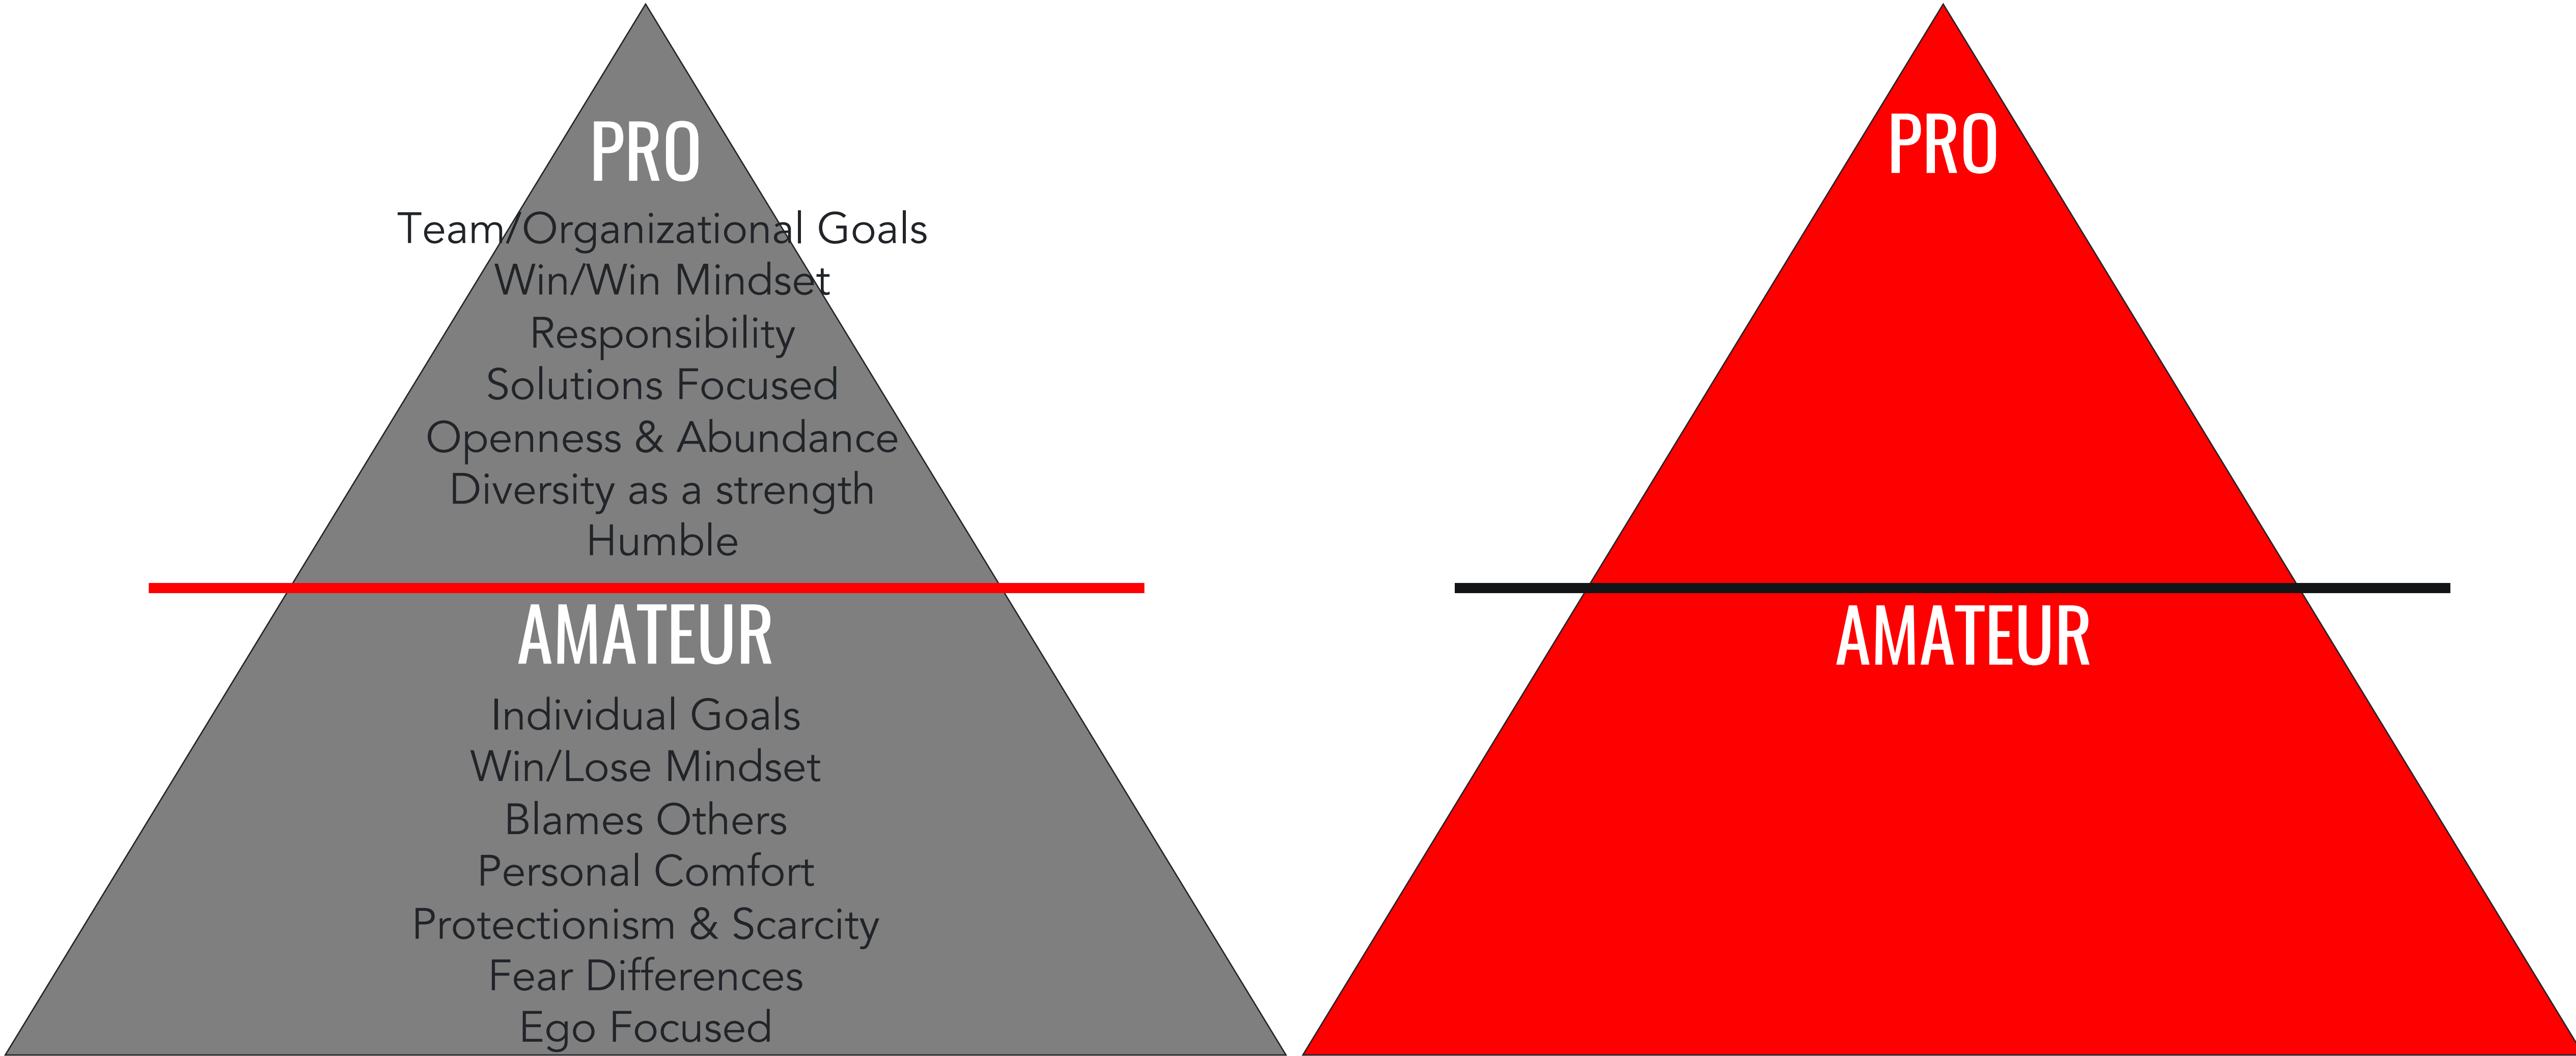 PRO
Team/Organizational Goals
Win/Win Mindset
Responsibility
Solutions Focused
Openness & Abundance
Diversity as a strength
Humble
AMATEUR
Individual Goals
Win/Lose Mindset
Blames Others
Personal Comfort
Protectionism & Scarcity
Fear Differences
Ego Focused
PRO
AMATEUR